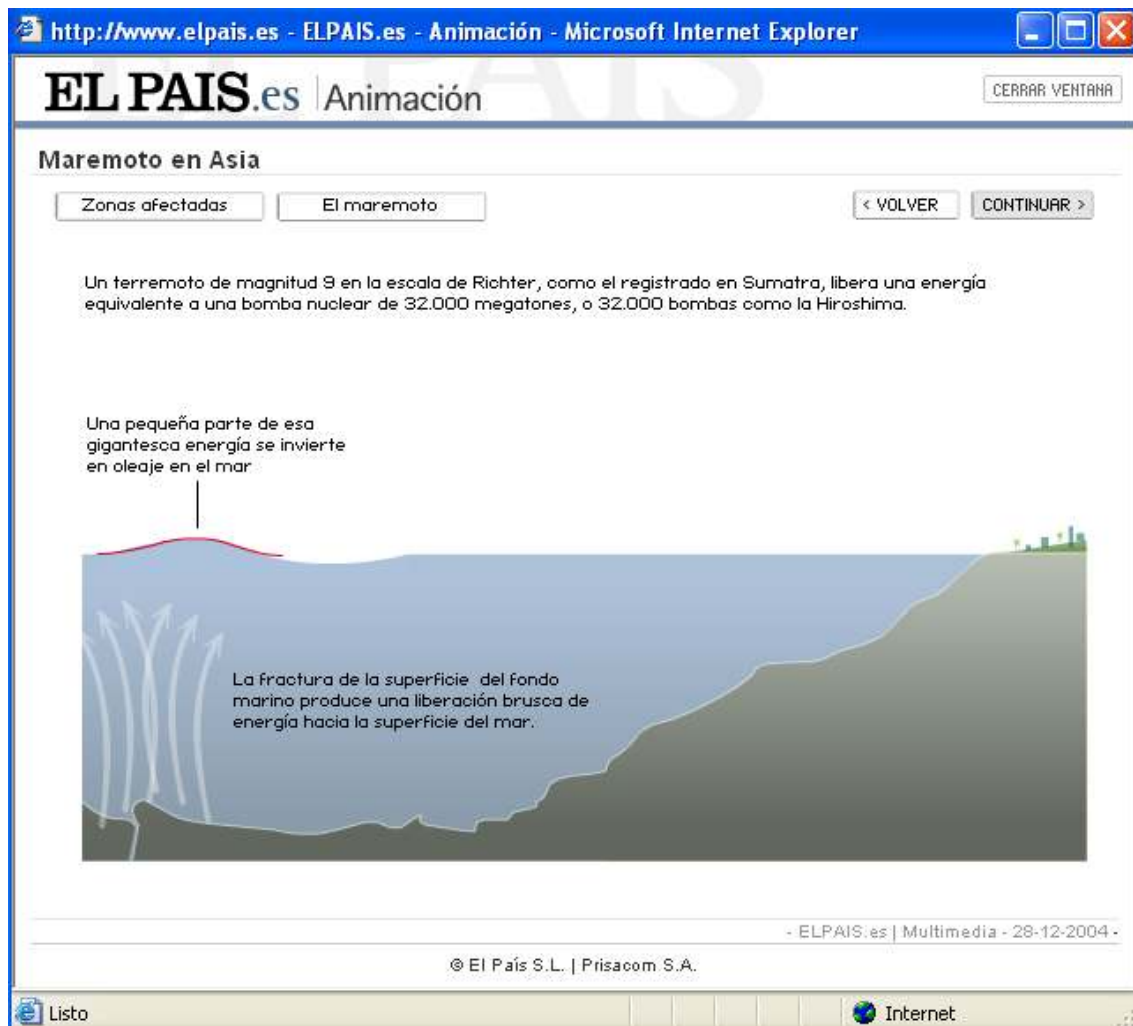 http://www.elpais.es - ELPAIS.es - Animación - Microsoft Internet Explorer
EL PAIS
EL PAIS.es | Animación
CERRAR VENTANA
Maremoto en Asia
Zonas afectadas
El maremoto
< VOLVER
CONTINUAR >
Un terremoto de magnitud 9 en la escala de Richter, como el registrado en Sumatra, libera una energía
equivalente a una bomba nuclear de 32.000 megatones, o 32.000 bombas como la Hiroshima.
Una pequeña parte de esa
gigantesca energía se invierte
en oleaje en el mar
La fractura de la superficie del fondo
marino produce una liberación brusca de
energía hacia la superficie del mar.
- ELPAIS.es | Multimedia - 28-12-2004 -
© El País S.L. | Prisacom S.A.
Listo
Internet